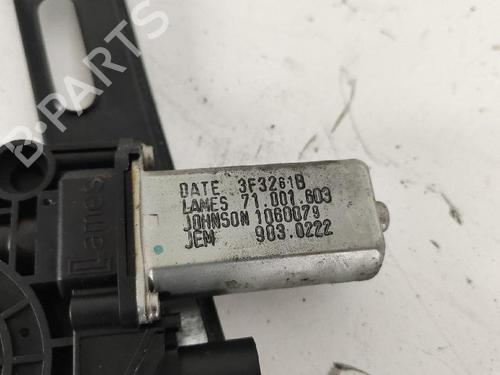 B-PARTS
DATE 3F3261B
LAMES 71.001.603
JOHNSON 1060079
JEM 903.0222
Lames